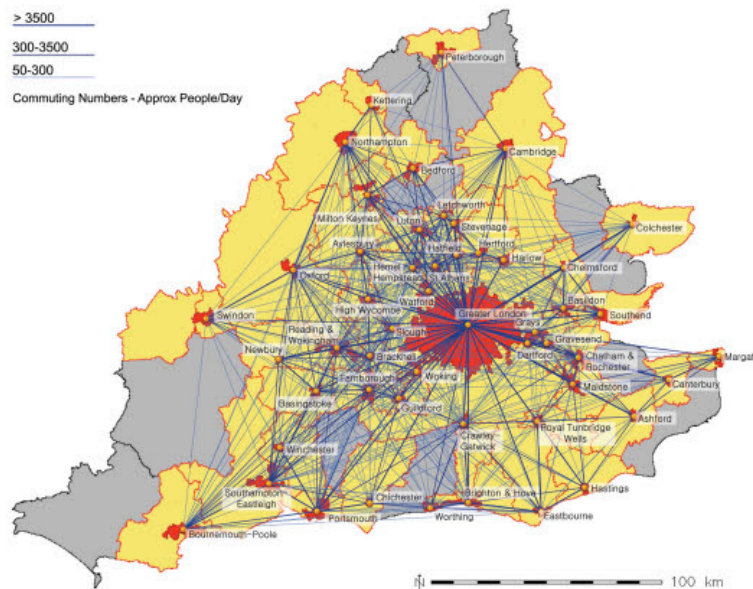 > 3500
300-3500
50-300
Commuting Numbers - Approx People/Day
Peterborough
Kettering
Northampton
Cambridge
Bedford
Letchworth
Milton Keynes
Luton
Stevenage
Colchester
Aylesbury
Hatfield
Hertford
Harlow
Oxford
Hemel
Hempstead
St Albans
Chelmsford
Watford
High Wycombe
Basildon
Swindon
Greater London
Southend
Reading &
Wokingham
Slough
Grays
Gravesend
Newbury
Bracknell
Dartford
Chatham &
Rochester
Margat
Farnborough
Woking
Maidstone
Canterbury
Basingstoke
Guildford
Ashford
Crawley-
Gatwick
Royal Tunbridge
Wells
Winchester
Southampton-
Eastleigh
Chichester
Brighton & Hove
Hastings
Portsmouth
Worthing
Eastbourne
Bournemouth-Poole
N
100 km